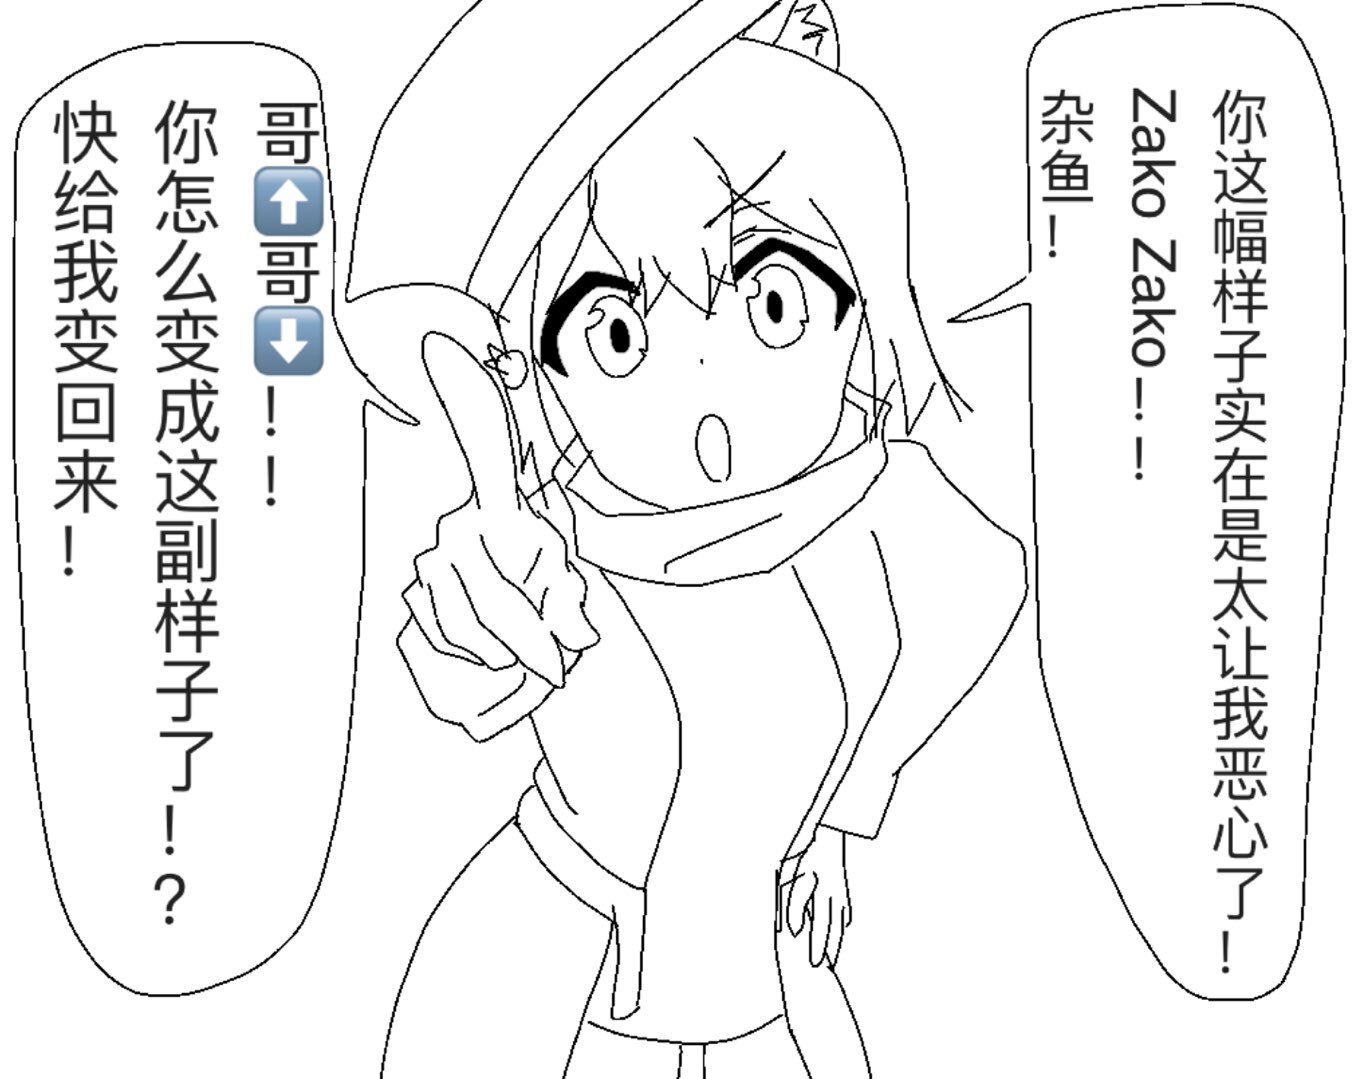 你这幅样子实在是太让我恶心了！
Zako Zako！！
杂鱼！
哥⬆️哥⬇️！！
你怎么变成这副样子了！？
快给我变回来！